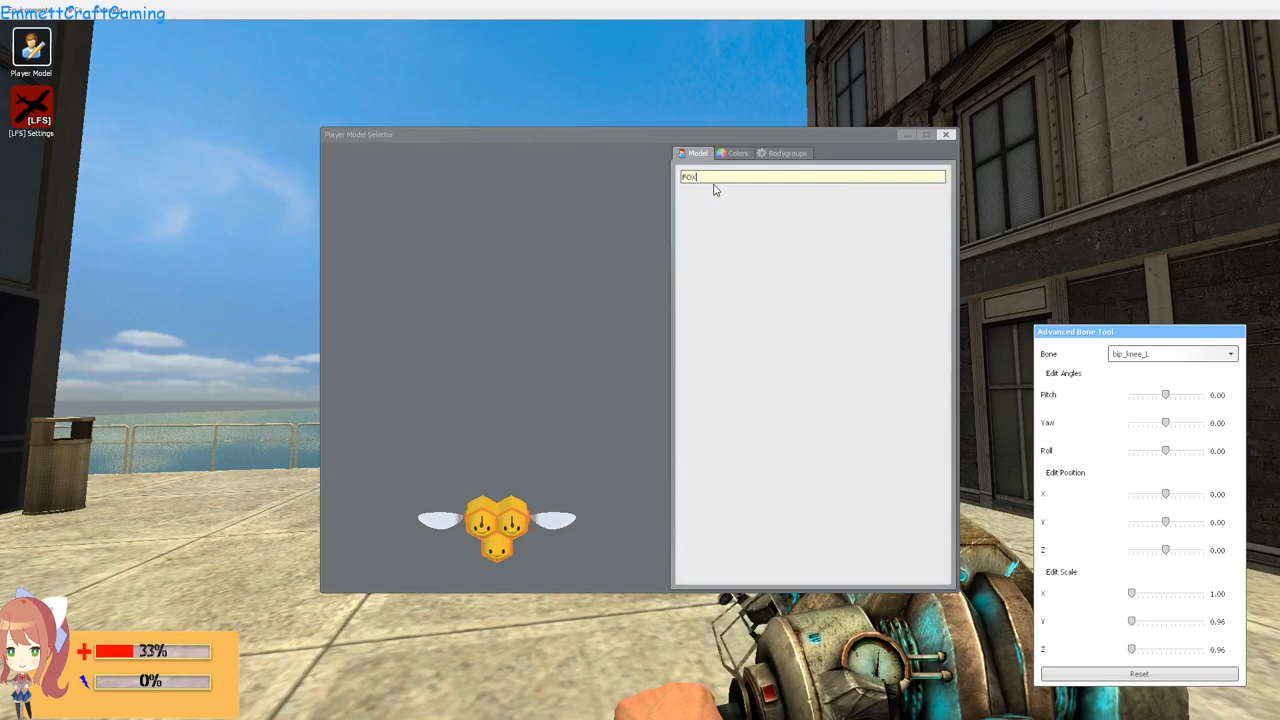 EmmettCraftGaming
Player Model
[LFS]
[LFS] Settings
Player Model Selector
Model
Colors
Bodygroups
FOX
Advanced Bone Tool
Bone
bip_knee_L
Edit Angles
Pitch
0.00
Yaw
0.00
Roll
0.00
Edit Position
X
0.00
Y
0.00
Z
0.00
Edit Scale
X
1.00
Y
0.96
Z
0.96
Reset
33%
0%